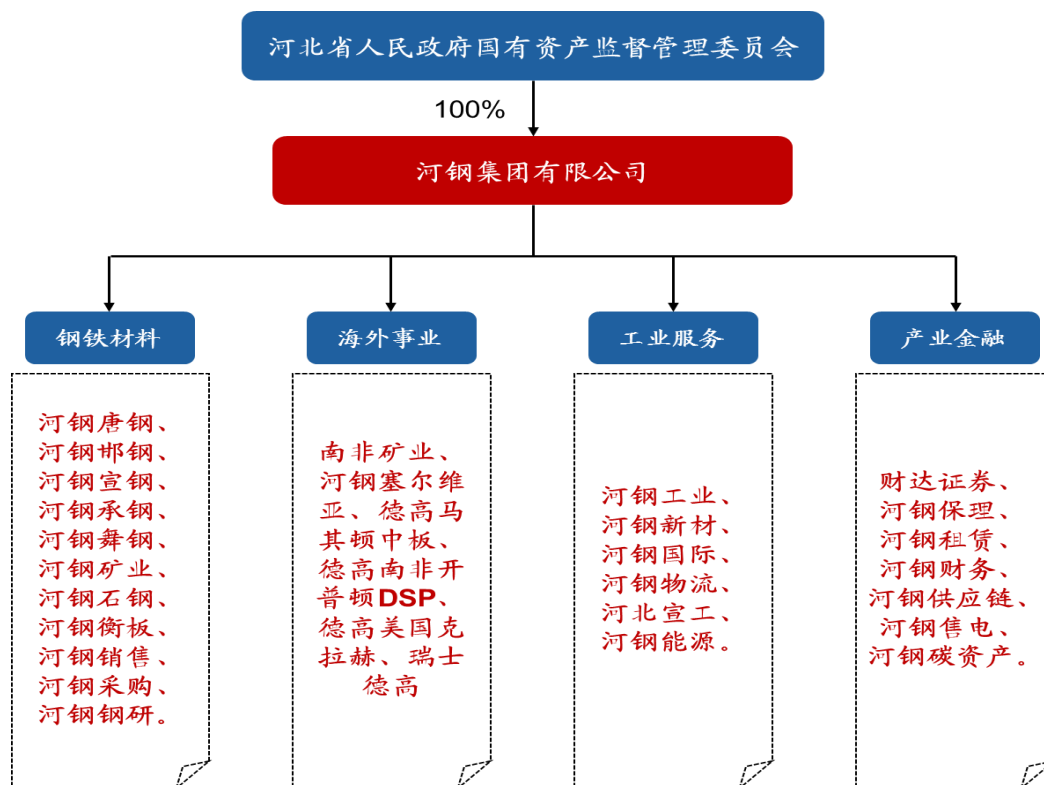 河北省人民政府国有资产监督管理委员会
100%
河钢集团有限公司
钢铁材料
海外事业
工业服务
产业金融
河钢唐钢、
河钢邯钢、
河钢宣钢、
河钢承钢、
河钢舞钢、
河钢矿业、
河钢石钢、
河钢衡板、
河钢销售、
河钢采购、
河钢钢研。
南非矿业、
河钢塞尔维
亚、德高马
其顿中板、
德高南非开
普顿DSP、
德高美国克
拉赫、瑞士
德高
河钢工业、
河钢新材、
河钢国际、
河钢物流、
河北宣工、
河钢能源。
财达证券、
河钢保理、
河钢租赁、
河钢财务、
河钢供应链、
河钢售电、
河钢碳资产。